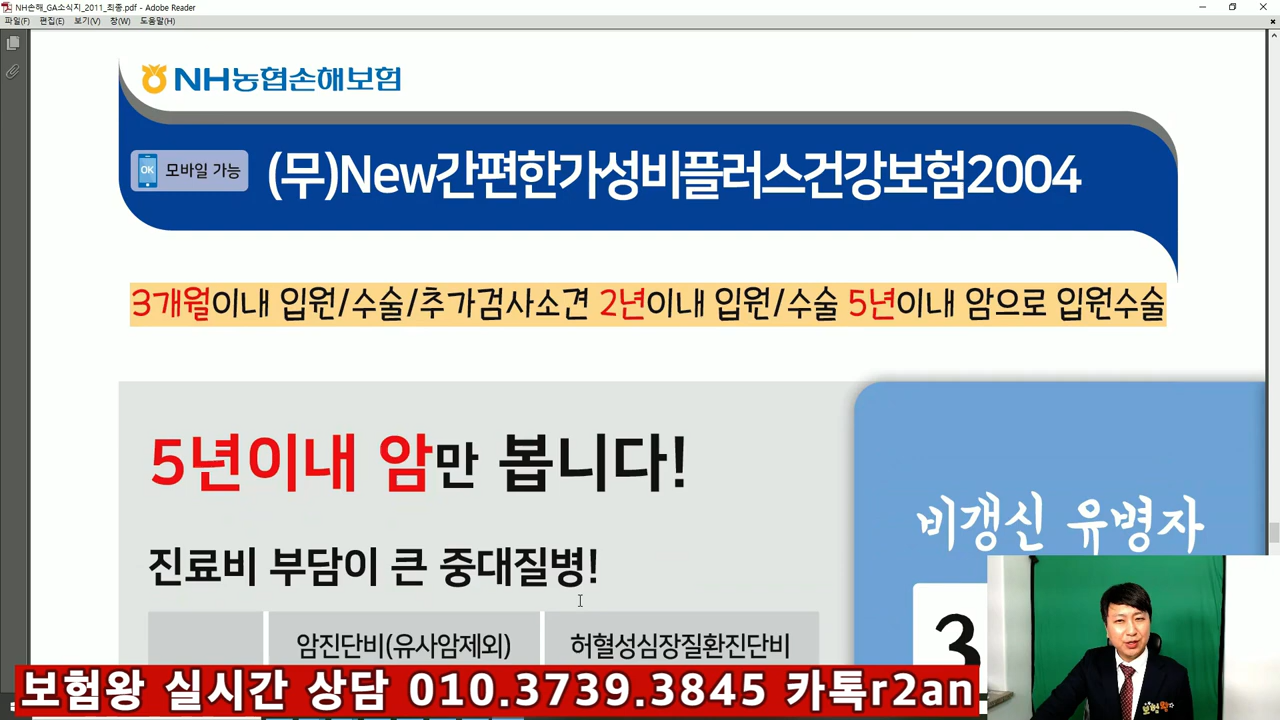 NH손해_GA소식지_2011_최종.pdf - Adobe Reader
파일(F) 편집(E) 보기(V) 창(W) 도움말(H)
NH농협손해보험
OK 모바일 가능 (무)New간편한가성비플러스건강보험2004
3개월이내 입원/수술/추가검사소견 2년이내 입원/수술 5년이내 암으로 입원수술
5년이내 암만 봅니다!
비갱신 유병자
진료비 부담이 큰 중대질병!
3
암진단비(유사암제외) 허혈성심장질환진단비
보험왕
보험왕 실시간 상담 010.3739.3845 카톡r2an